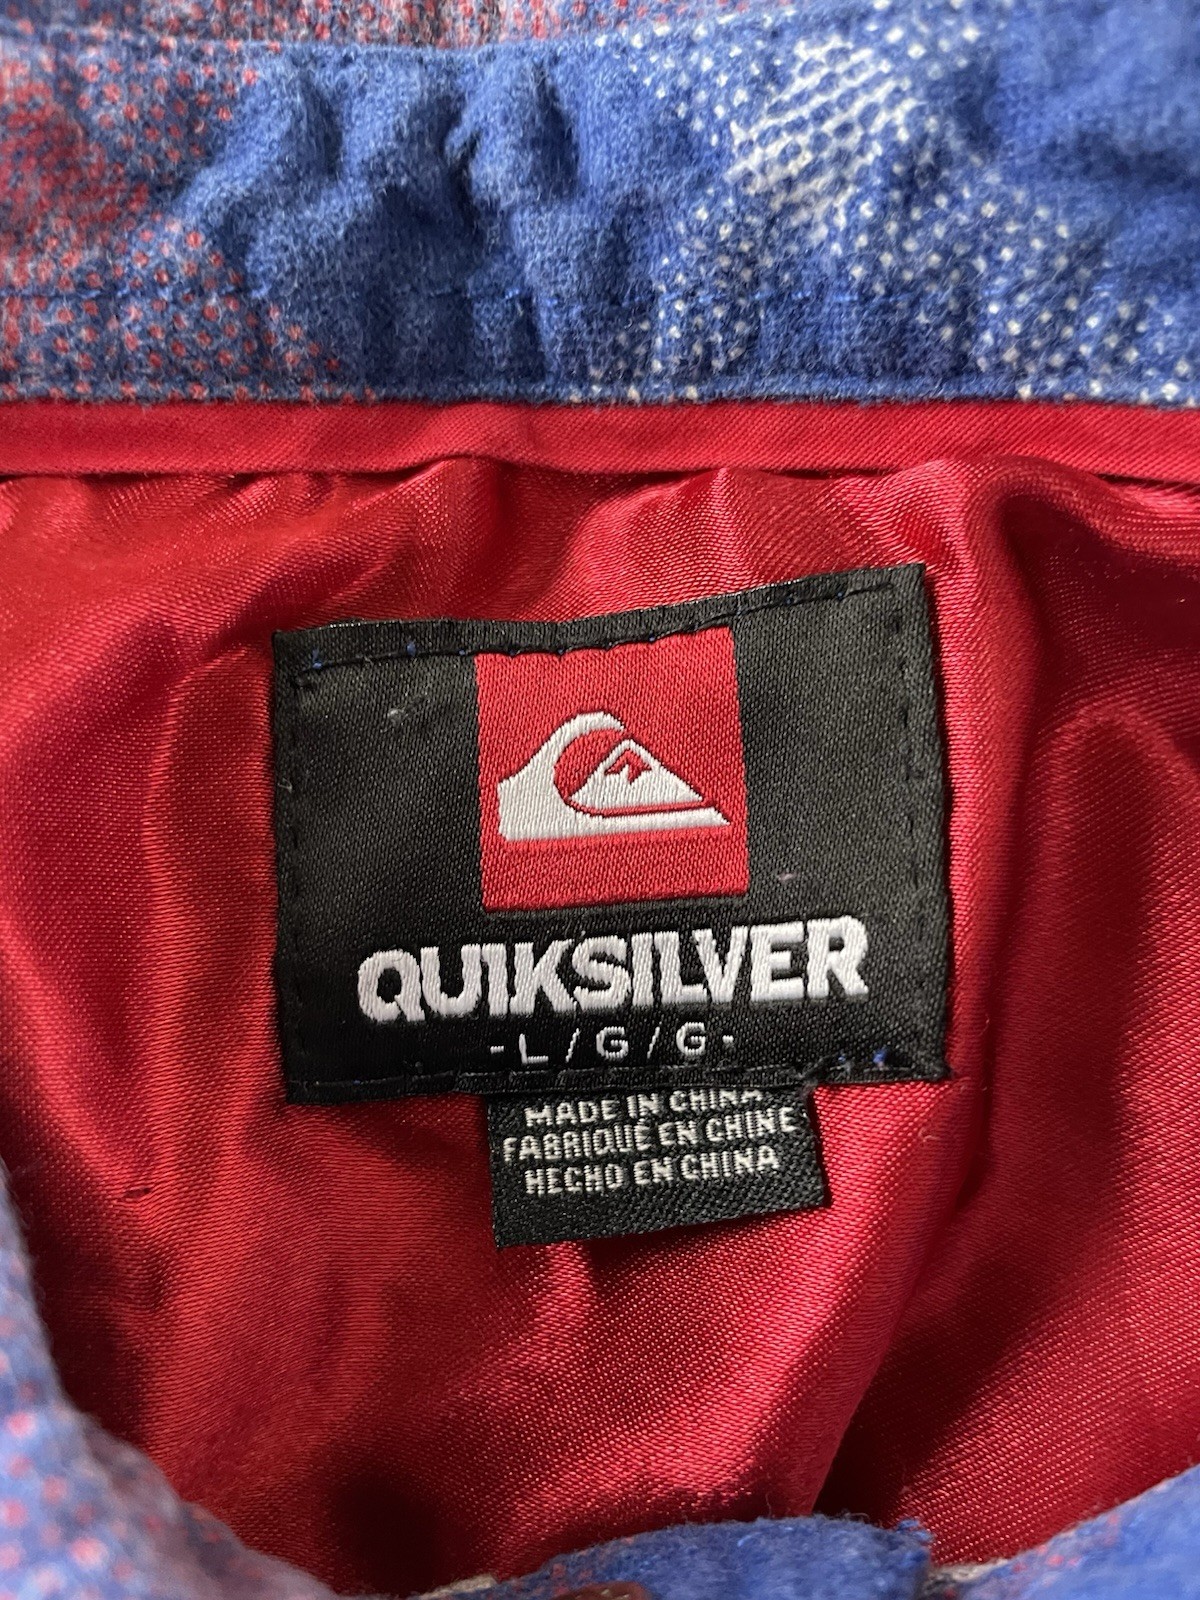 QUIKSILVER
-L/G/G-
MADE IN CHINA
FABRIQUÉ EN CHINE
HECHO EN CHINA